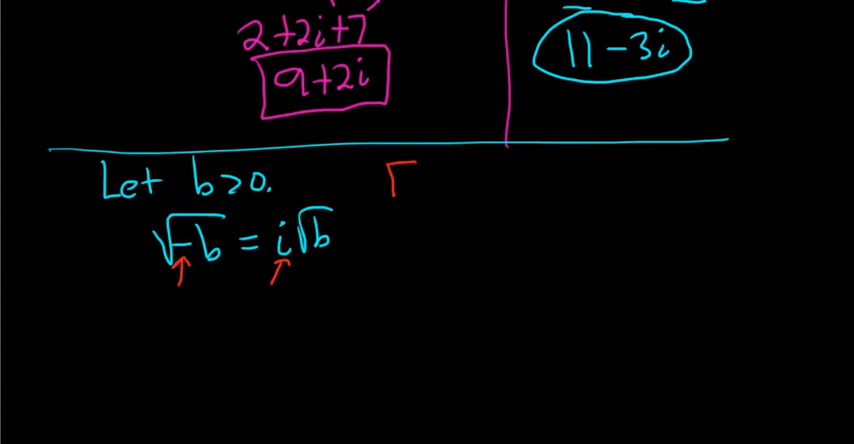 2+2i+7
9+2i
11-3i
Let b>0.
√-b = i√b